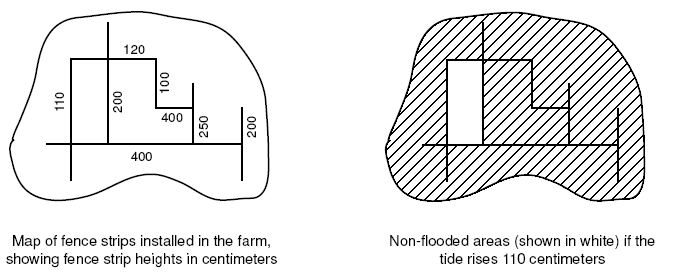 120
110
200
100
400
250
200
400
Map of fence strips installed in the farm,
showing fence strip heights in centimeters
Non-flooded areas (shown in white) if the
tide rises 110 centimeters